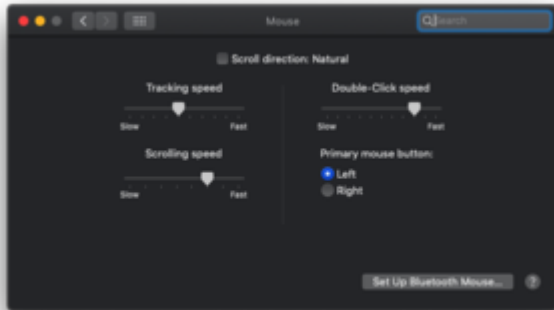 Mouse
Search
Scroll direction: Natural
Tracking speed
Slow
Fast
Double-Click speed
Slow
Fast
Scrolling speed
Slow
Fast
Primary mouse button:
Left
Right
Set Up Bluetooth Mouse...
?